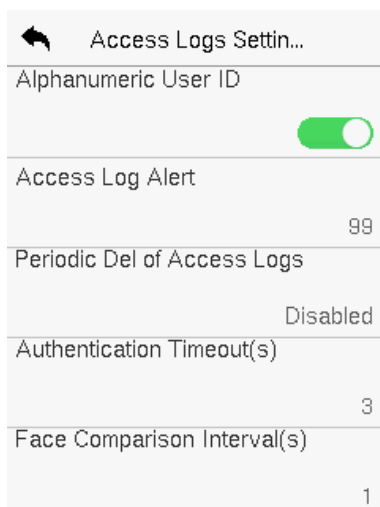 Access Logs Settin...
Alphanumeric User ID
Access Log Alert
99
Periodic Del of Access Logs
Disabled
Authentication Timeout(s)
3
Face Comparison Interval(s)
1